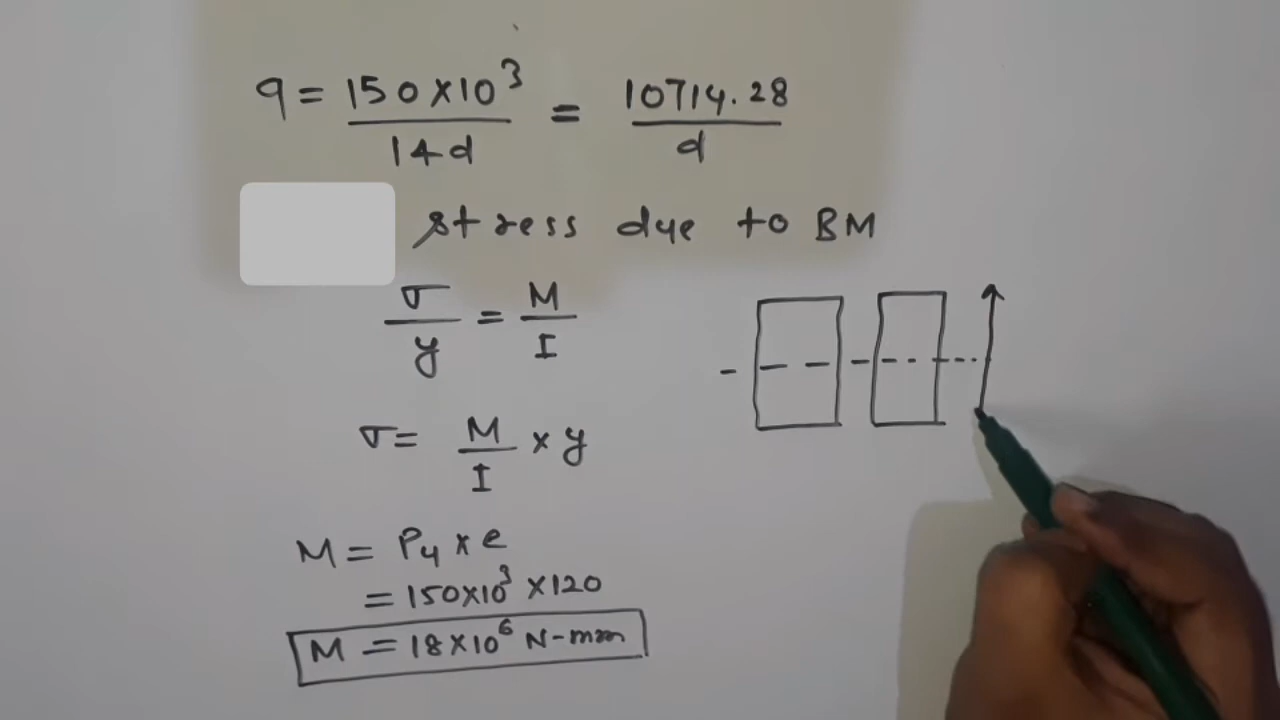 q = 150×10³ / 14d = 10714.28 / d
stress due to BM
σ / y = M / I
σ = M / I × y
M = P4 × e
= 150×10³ × 120
M = 18×10⁶ N-mm